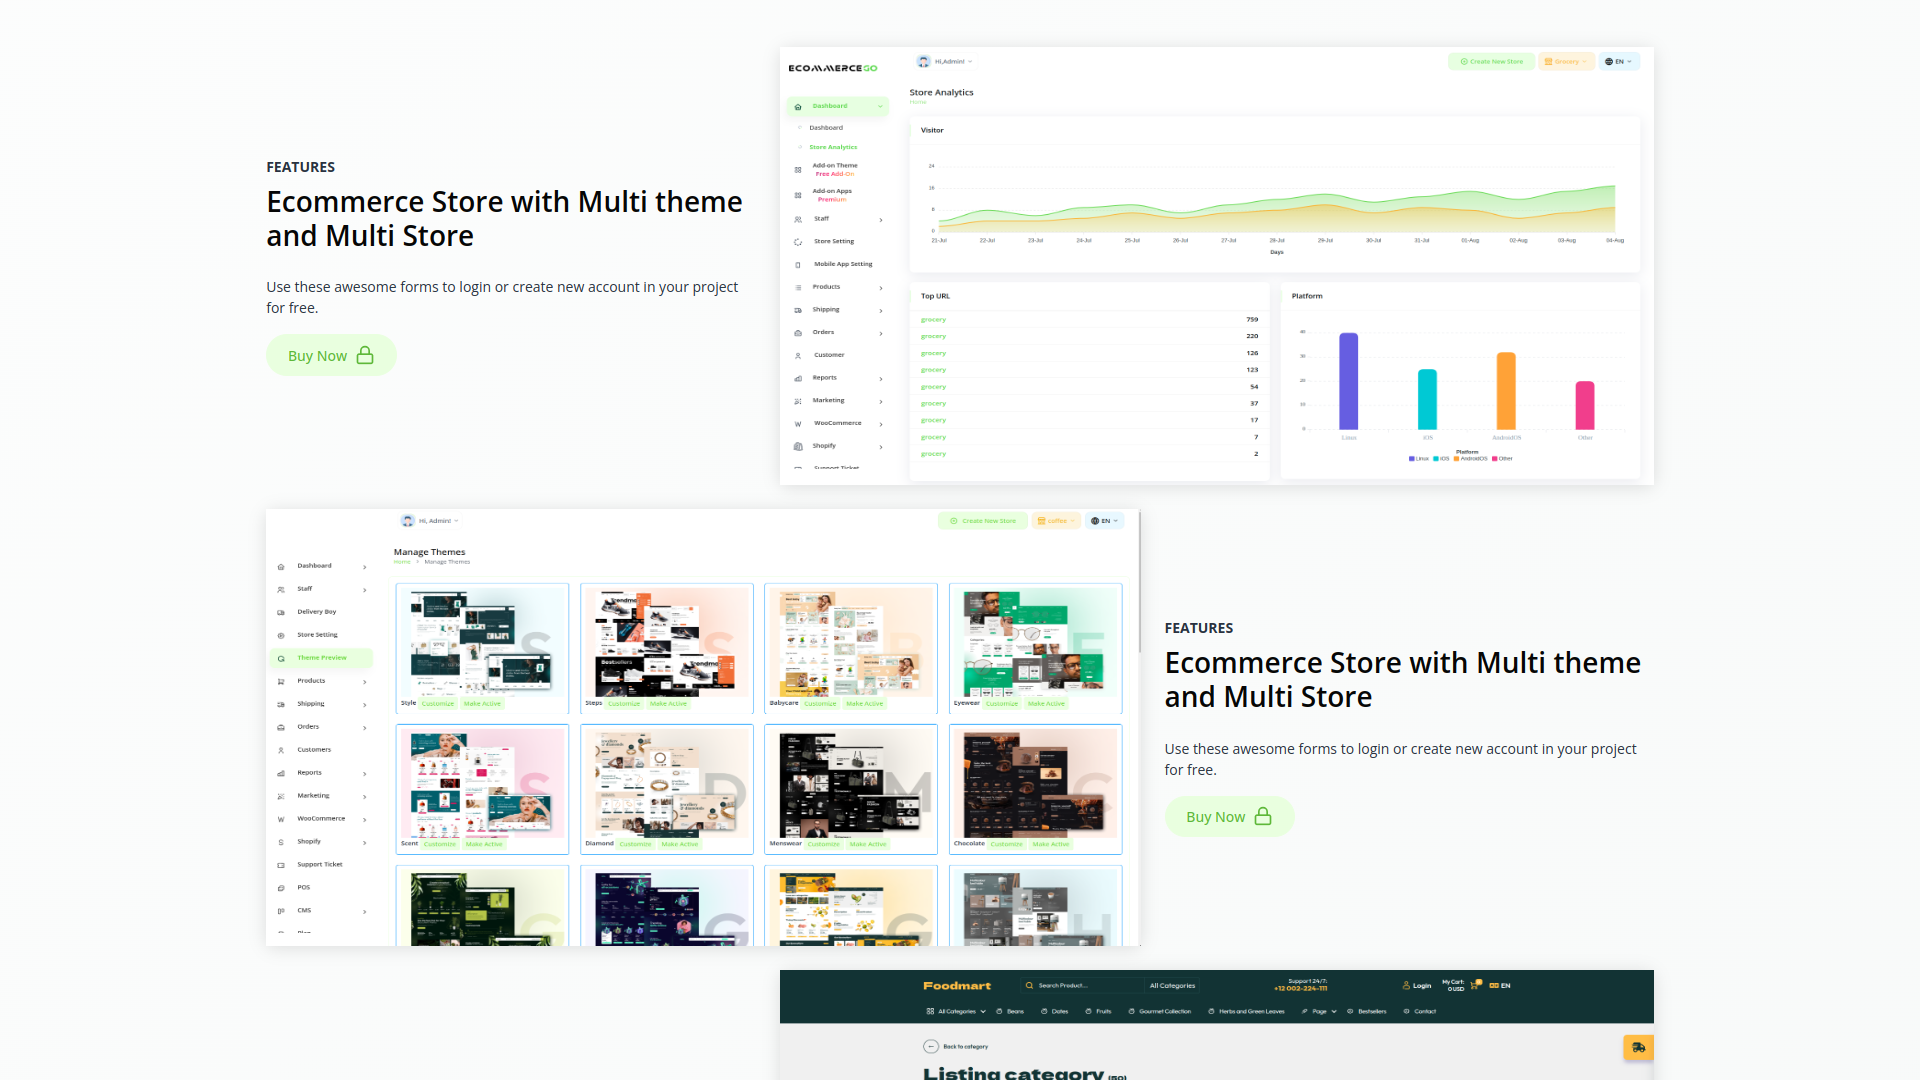 FEATURES
Ecommerce Store with Multi theme
and Multi Store
Use these awesome forms to login or create new account in your project
for free.
Buy Now
ECOMMERCEGO
Hi,Admin!
Create New Store
Grocery
EN
Dashboard
Dashboard
Store Analytics
Add-on Theme
Free Add-On
Add-on Apps
Premium
Staff
Store Setting
Mobile App Setting
Products
Shipping
Orders
Customer
Reports
Marketing
WooCommerce
Shopify
Support Ticket
Store Analytics
Home
Visitor
24
16
8
0
21-Jul 22-Jul 23-Jul 24-Jul 25-Jul 26-Jul 27-Jul 28-Jul 29-Jul 30-Jul 31-Jul 01-Aug 02-Aug 03-Aug 04-Aug
Days
Top URL
grocery 759
grocery 220
grocery 126
grocery 123
grocery 54
grocery 37
grocery 17
grocery 7
grocery 2
Platform
40
30
20
10
0
Linux iOS AndroidOS Other
Platform
Linux iOS AndroidOS Other
Hi, Admin!
Create New Store
coffee
EN
Dashboard
Staff
Delivery Boy
Store Setting
Theme Preview
Products
Shipping
Orders
Customers
Reports
Marketing
WooCommerce
Shopify
Support Ticket
POS
CMS
Manage Themes
Home > Manage Themes
Style Customize Make Active
Steps Customize Make Active
Babycare Customize Make Active
Eyewear Customize Make Active
Scent Customize Make Active
Diamond Customize Make Active
Menswear Customize Make Active
Chocolate Customize Make Active
FEATURES
Ecommerce Store with Multi theme
and Multi Store
Use these awesome forms to login or create new account in your project
for free.
Buy Now
Foodmart
Search Product...
All Categories
Support 24/7:
+12 002-224-111
Login
My Cart:
0 USD
EN
All Categories Beans Dates Fruits Gourmet Collection Herbs and Green Leaves Page Bestsellers Contact
Back to category
Listing category (50)